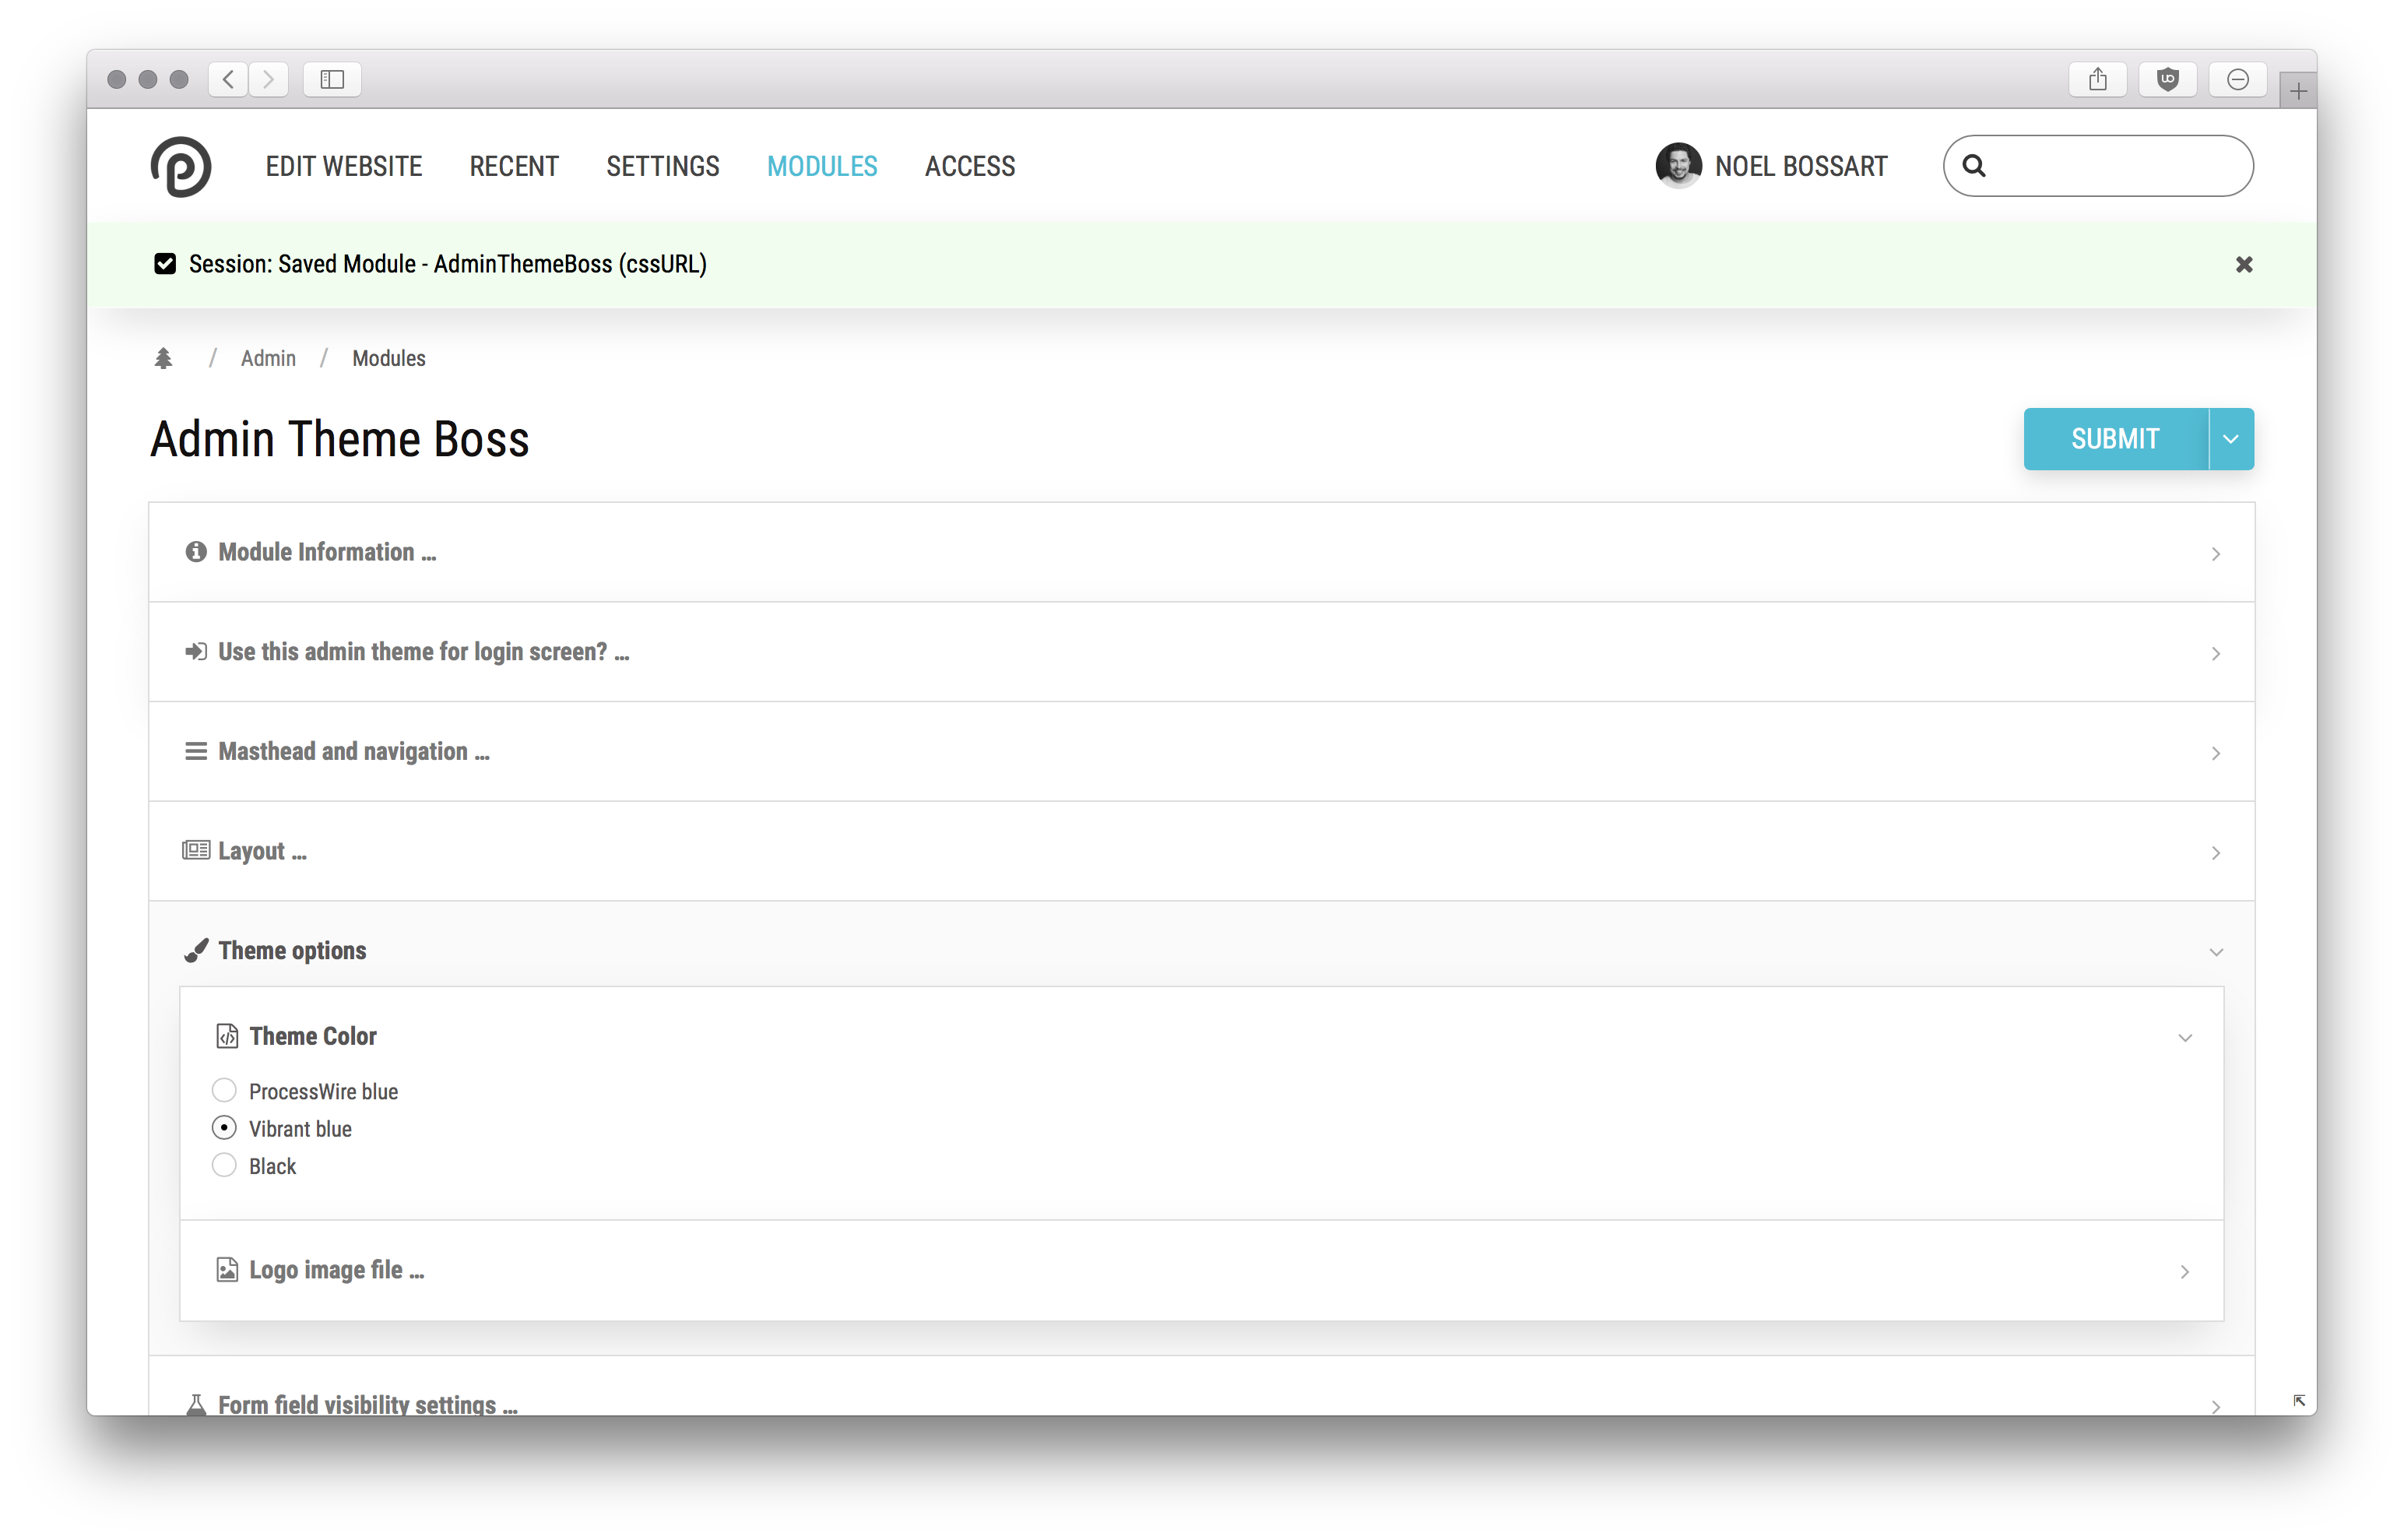 EDIT WEBSITE RECENT SETTINGS MODULES ACCESS NOEL BOSSART
Session: Saved Module - AdminThemeBoss (cssURL)
/ Admin / Modules
Admin Theme Boss
SUBMIT
Module Information ...
Use this admin theme for login screen? ...
Masthead and navigation ...
Layout ...
Theme options
Theme Color
ProcessWire blue
Vibrant blue
Black
Logo image file ...
Form field visibility settings ...